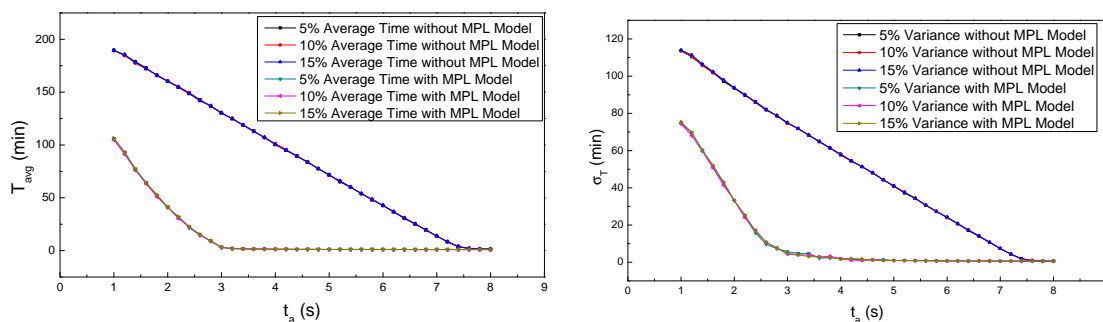 5% Average Time without MPL Model
10% Average Time without MPL Model
15% Average Time without MPL Model
5% Average Time with MPL Model
10% Average Time with MPL Model
15% Average Time with MPL Model
200
150
100
50
0
T_avg (min)
0 1 2 3 4 5 6 7 8 9
t_a (s)
5% Variance without MPL Model
10% Variance without MPL Model
15% Variance without MPL Model
5% Variance with MPL Model
10% Variance with MPL Model
15% Variance with MPL Model
120
100
80
60
40
20
0
σ_T (min)
0 1 2 3 4 5 6 7 8
t_a (s)